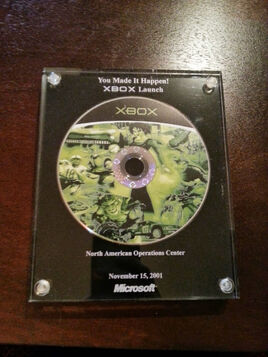 You Made It Happen!
XBOX Launch
XBOX
North American Operations Center
November 15, 2001
Microsoft